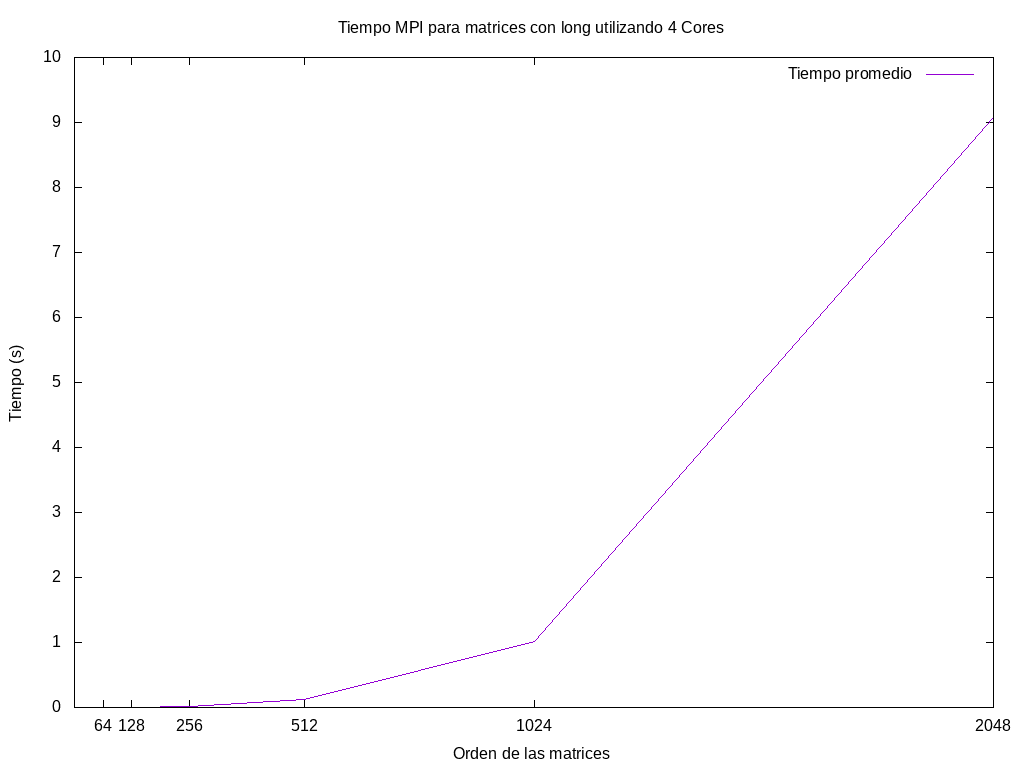 Tiempo MPI para matrices con long utilizando 4 Cores
Tiempo promedio
10
9
8
7
6
5
4
3
2
1
0
Tiempo (s)
64 128 256 512 1024 2048
Orden de las matrices